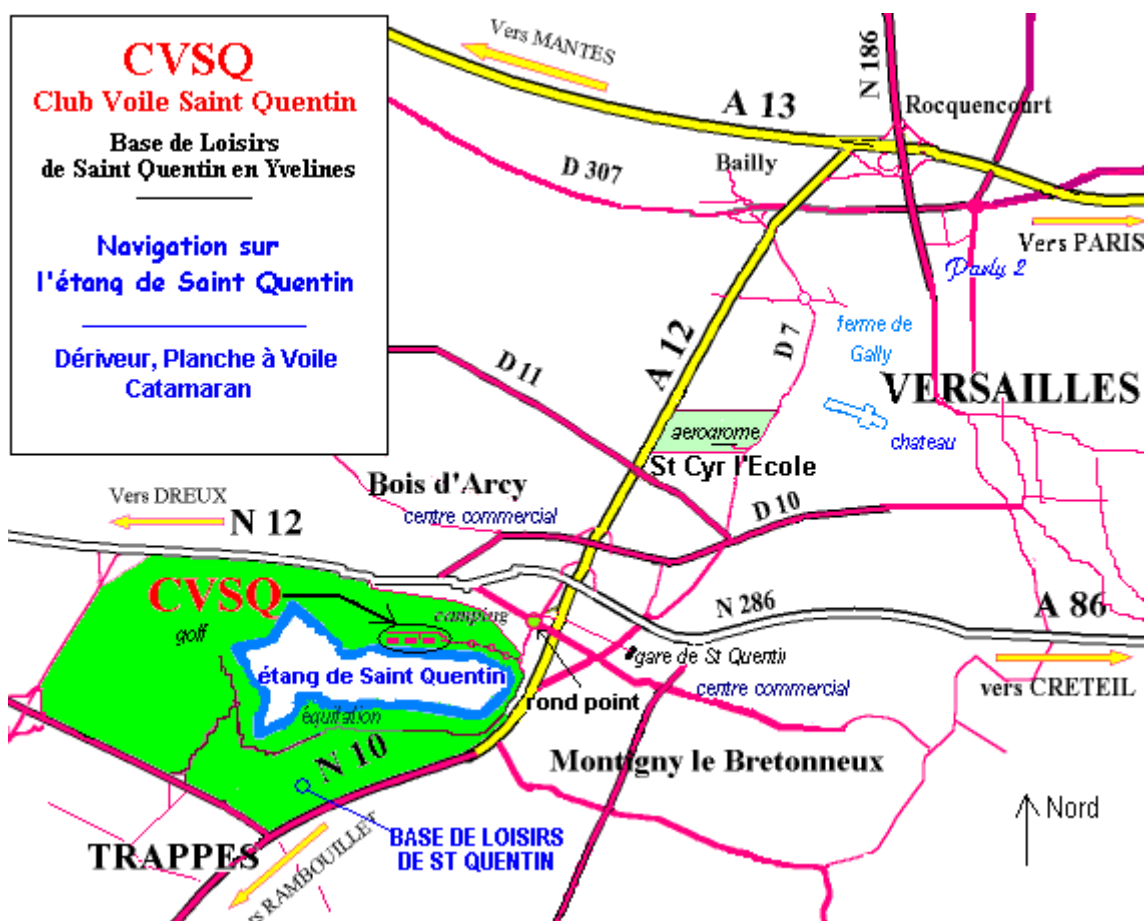 CVSQ
Club Voile Saint Quentin
Base de Loisirs
de Saint Quentin en Yvelines
Navigation sur
l'étang de Saint Quentin
Dériveur, Planche à Voile
Catamaran
Vers MANTES
A 13
N 186
Rocquencourt
Bailly
D 307
Vers PARIS
Parly 2
ferme de
Gally
D 7
A 12
D 11
VERSAILLES
chateau
aerodrome
St Cyr l'Ecole
Bois d'Arcy
centre commercial
D 10
Vers DREUX
N 12
CVSQ
camping
golf
N 286
A 86
étang de Saint Quentin
gare de St Quentin
vers CRETEIL
rond point
centre commercial
équitation
N 10
Montigny le Bretonneux
Nord
BASE DE LOISIRS
DE ST QUENTIN
TRAPPES
RAMBOUILLET